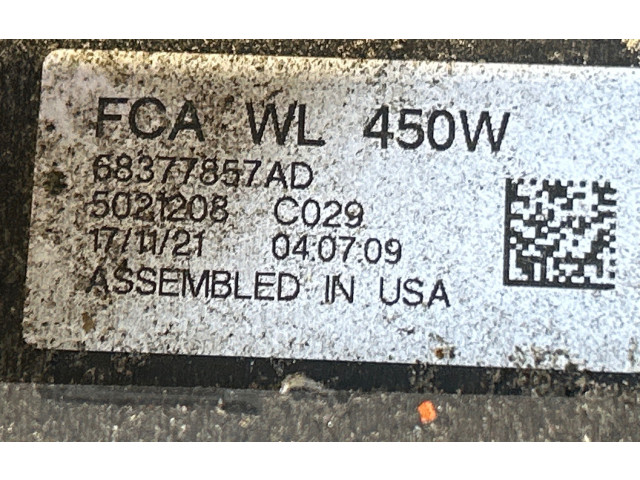 FCA WL 450W
68377857AD
5021208 C029
17/11/21 04.07.09
ASSEMBLED IN USA